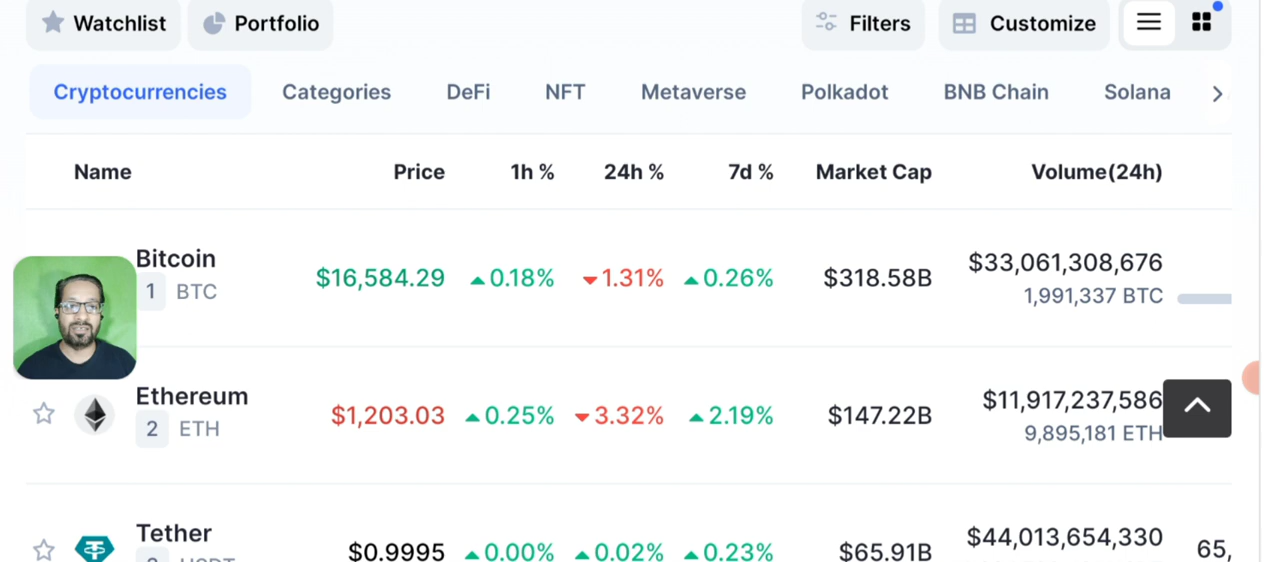 Watchlist Portfolio Filters Customize
Cryptocurrencies Categories DeFi NFT Metaverse Polkadot BNB Chain Solana
Name Price 1h % 24h % 7d % Market Cap Volume(24h)
Bitcoin
1 BTC
$16,584.29 0.18% 1.31% 0.26% $318.58B $33,061,308,676
1,991,337 BTC
Ethereum
2 ETH
$1,203.03 0.25% 3.32% 2.19% $147.22B $11,917,237,586
9,895,181 ETH
Tether
$0.9995 0.00% 0.02% 0.23% $65.91B $44,013,654,330
65,